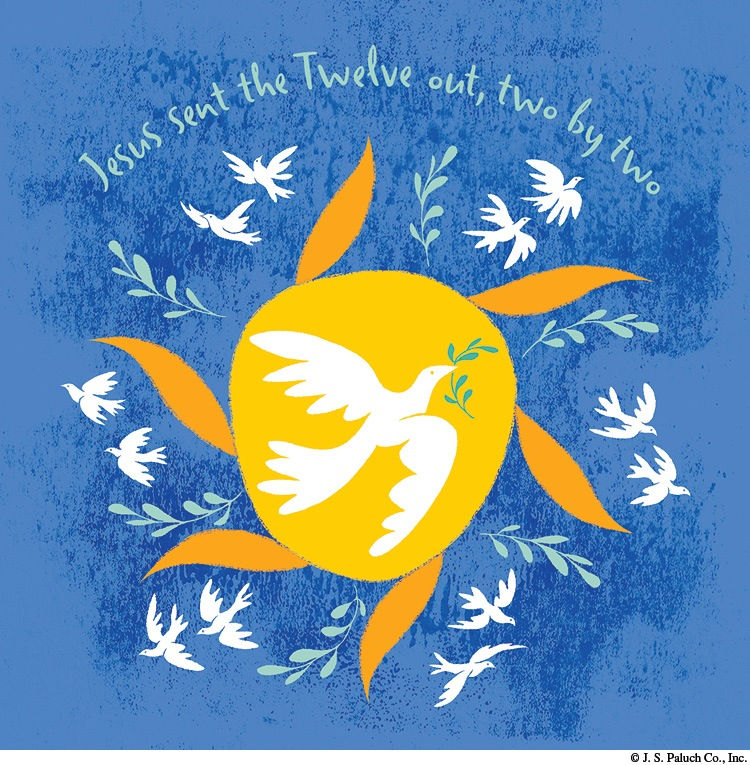 Jesus sent the Twelve out, two by two
© J. S. Paluch Co., Inc.